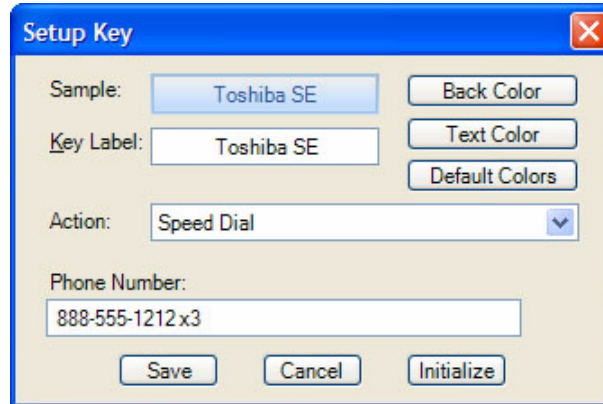 Setup Key
Sample: Toshiba SE Back Color
Key Label: Toshiba SE Text Color
Default Colors
Action: Speed Dial
Phone Number:
888-555-1212 x3
Save Cancel Initialize